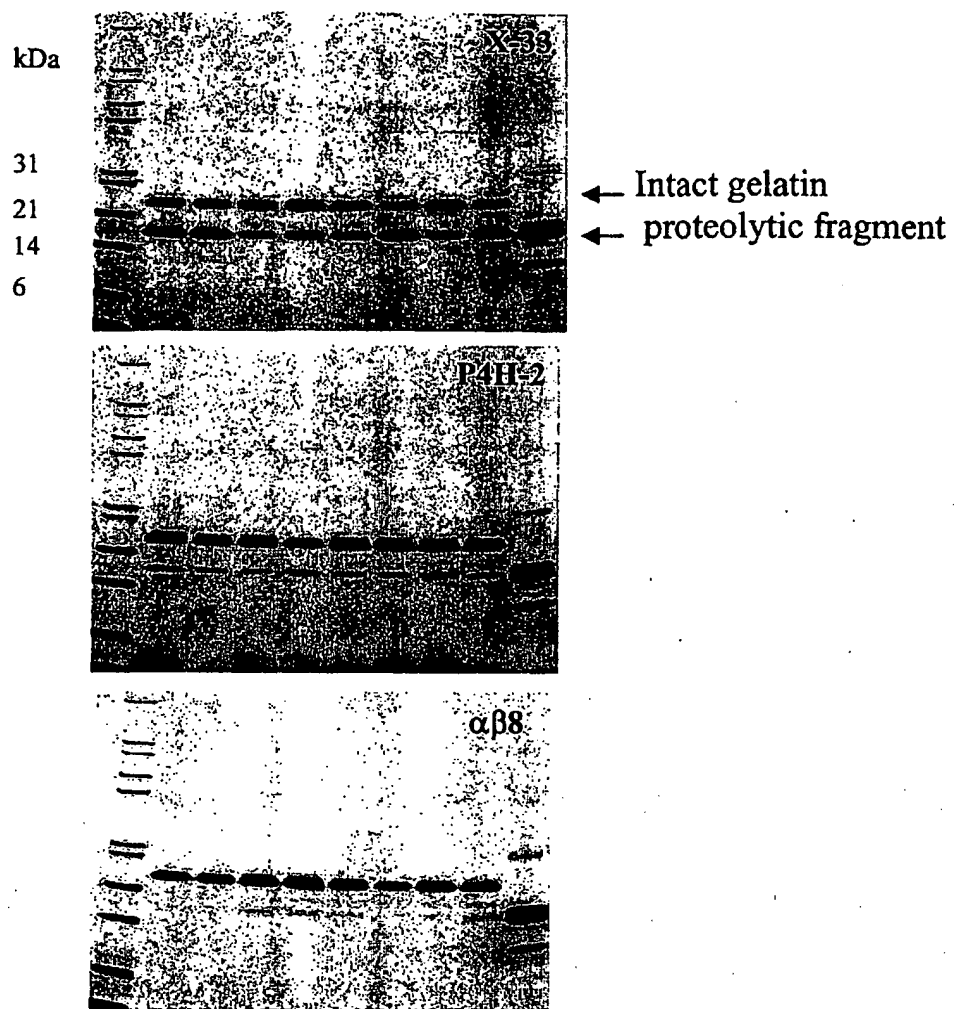 X-33
kDa
31
21
14
6
Intact gelatin
proteolytic fragment
P4H-2
αβ8